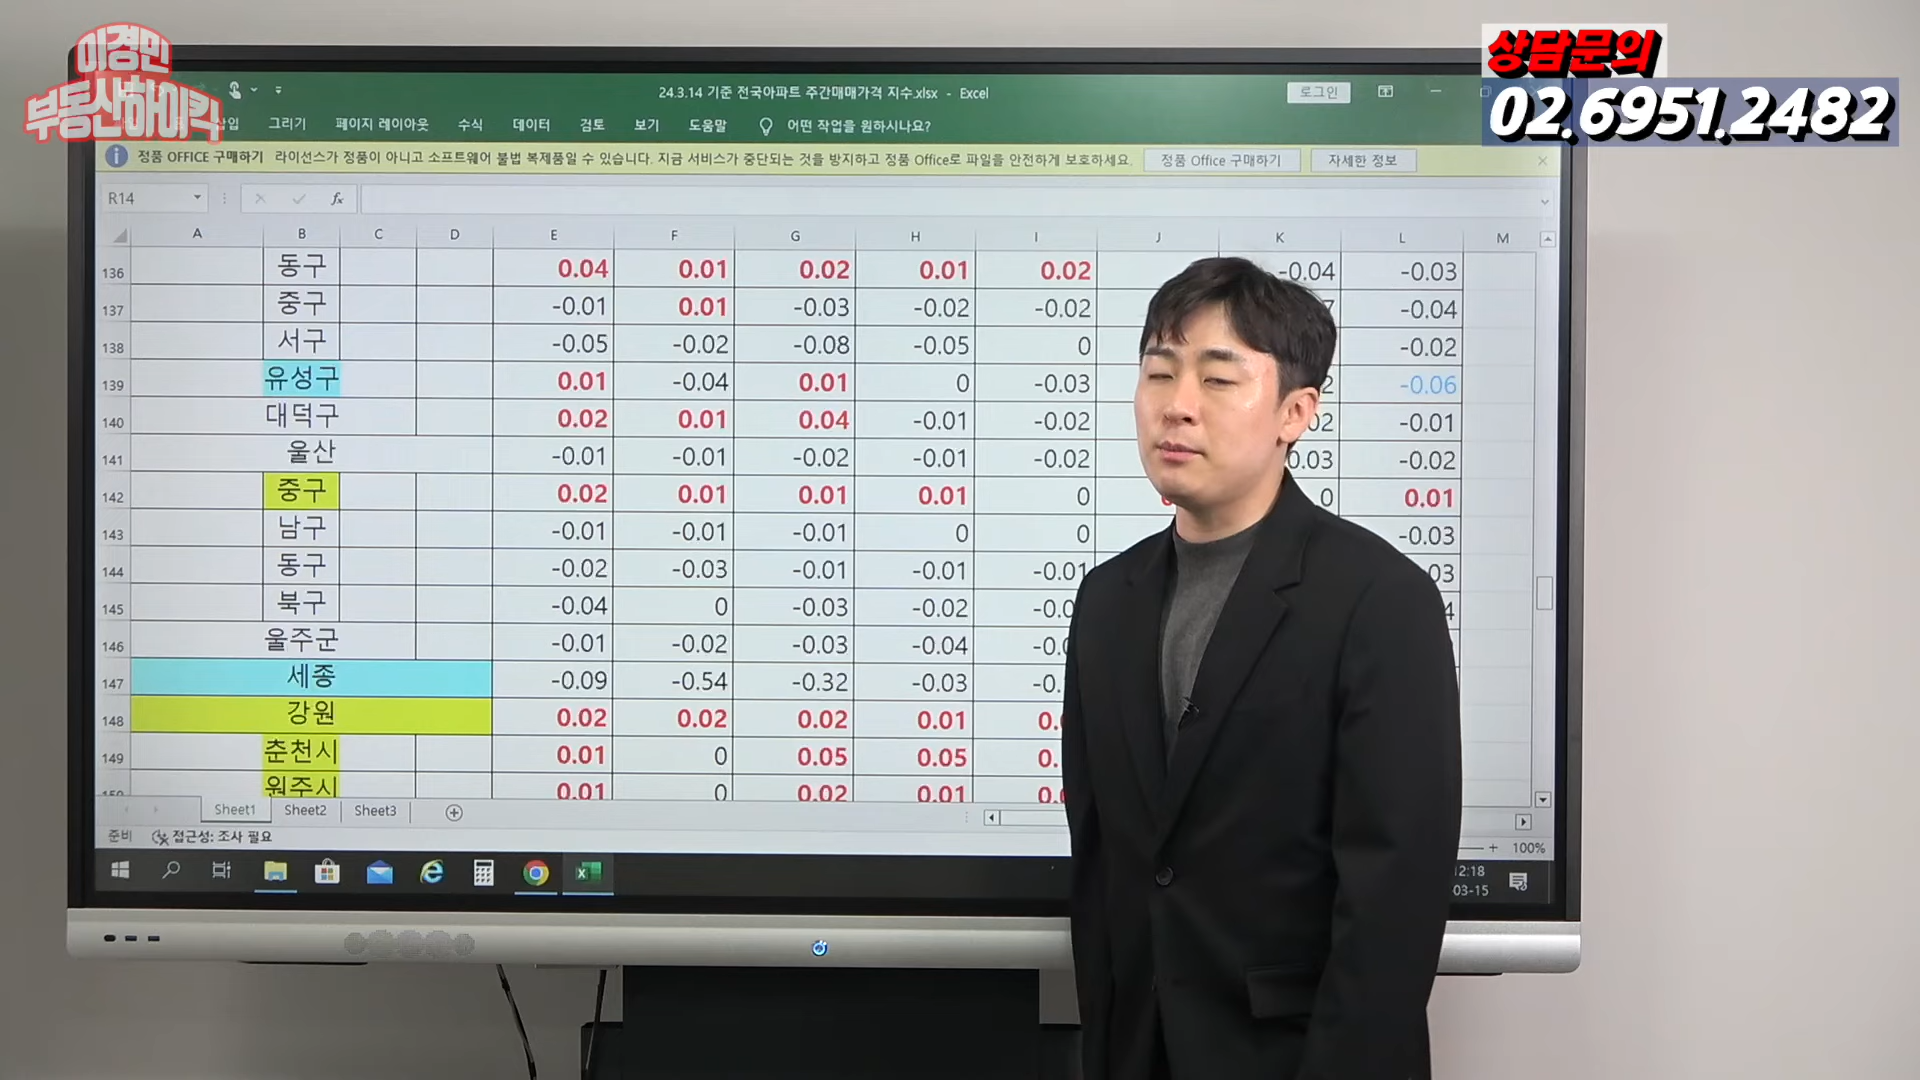 이경민
부동산하이킥
상담문의
02.6951.2482
24.3.14 기준 전국아파트 주간매매가격 지수.xlsx - Excel
로그인
삽입 그리기 페이지 레이아웃 수식 데이터 검토 보기 도움말 어떤 작업을 원하시나요?
정품 OFFICE 구매하기 라이선스가 정품이 아니고 소프트웨어 불법 복제품일 수 있습니다. 지금 서비스가 중단되는 것을 방지하고 정품 Office로 파일을 안전하게 보호하세요. 정품 Office 구매하기 자세한 정보
R14 fx
A B C D E F G H I J K L M
136 동구 0.04 0.01 0.02 0.01 0.02 -0.04 -0.03
137 중구 -0.01 0.01 -0.03 -0.02 -0.02 -0.04
138 서구 -0.05 -0.02 -0.08 -0.05 0 -0.02
139 유성구 0.01 -0.04 0.01 0 -0.03 -0.06
140 대덕구 0.02 0.01 0.04 -0.01 -0.02 -0.01
141 울산 -0.01 -0.01 -0.02 -0.01 -0.02 0.03 -0.02
142 중구 0.02 0.01 0.01 0.01 0 0 0.01
143 남구 -0.01 -0.01 -0.01 0 0 -0.03
144 동구 -0.02 -0.03 -0.01 -0.01 -0.01
145 북구 -0.04 0 -0.03 -0.02
146 울주군 -0.01 -0.02 -0.03 -0.04
147 세종 -0.09 -0.54 -0.32 -0.03
148 강원 0.02 0.02 0.02 0.01
149 춘천시 0.01 0 0.05 0.05
150 원주시 0.01 0 0.02 0.01
Sheet1 Sheet2 Sheet3
준비 접근성: 조사 필요 100%
12:18
03-15